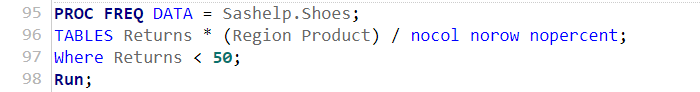 95 PROC FREQ DATA = Sashelp.Shoes;
96 TABLES Returns * (Region Product) / nocol norow nopercent;
97 Where Returns < 50;
98 Run;